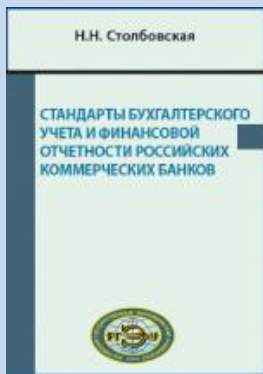 Н.Н. Столбовская
СТАНДАРТЫ БУХГАЛТЕРСКОГО
УЧЕТА И ФИНАНСОВОЙ
ОТЧЕТНОСТИ РОССИЙСКИХ
КОММЕРЧЕСКИХ БАНКОВ